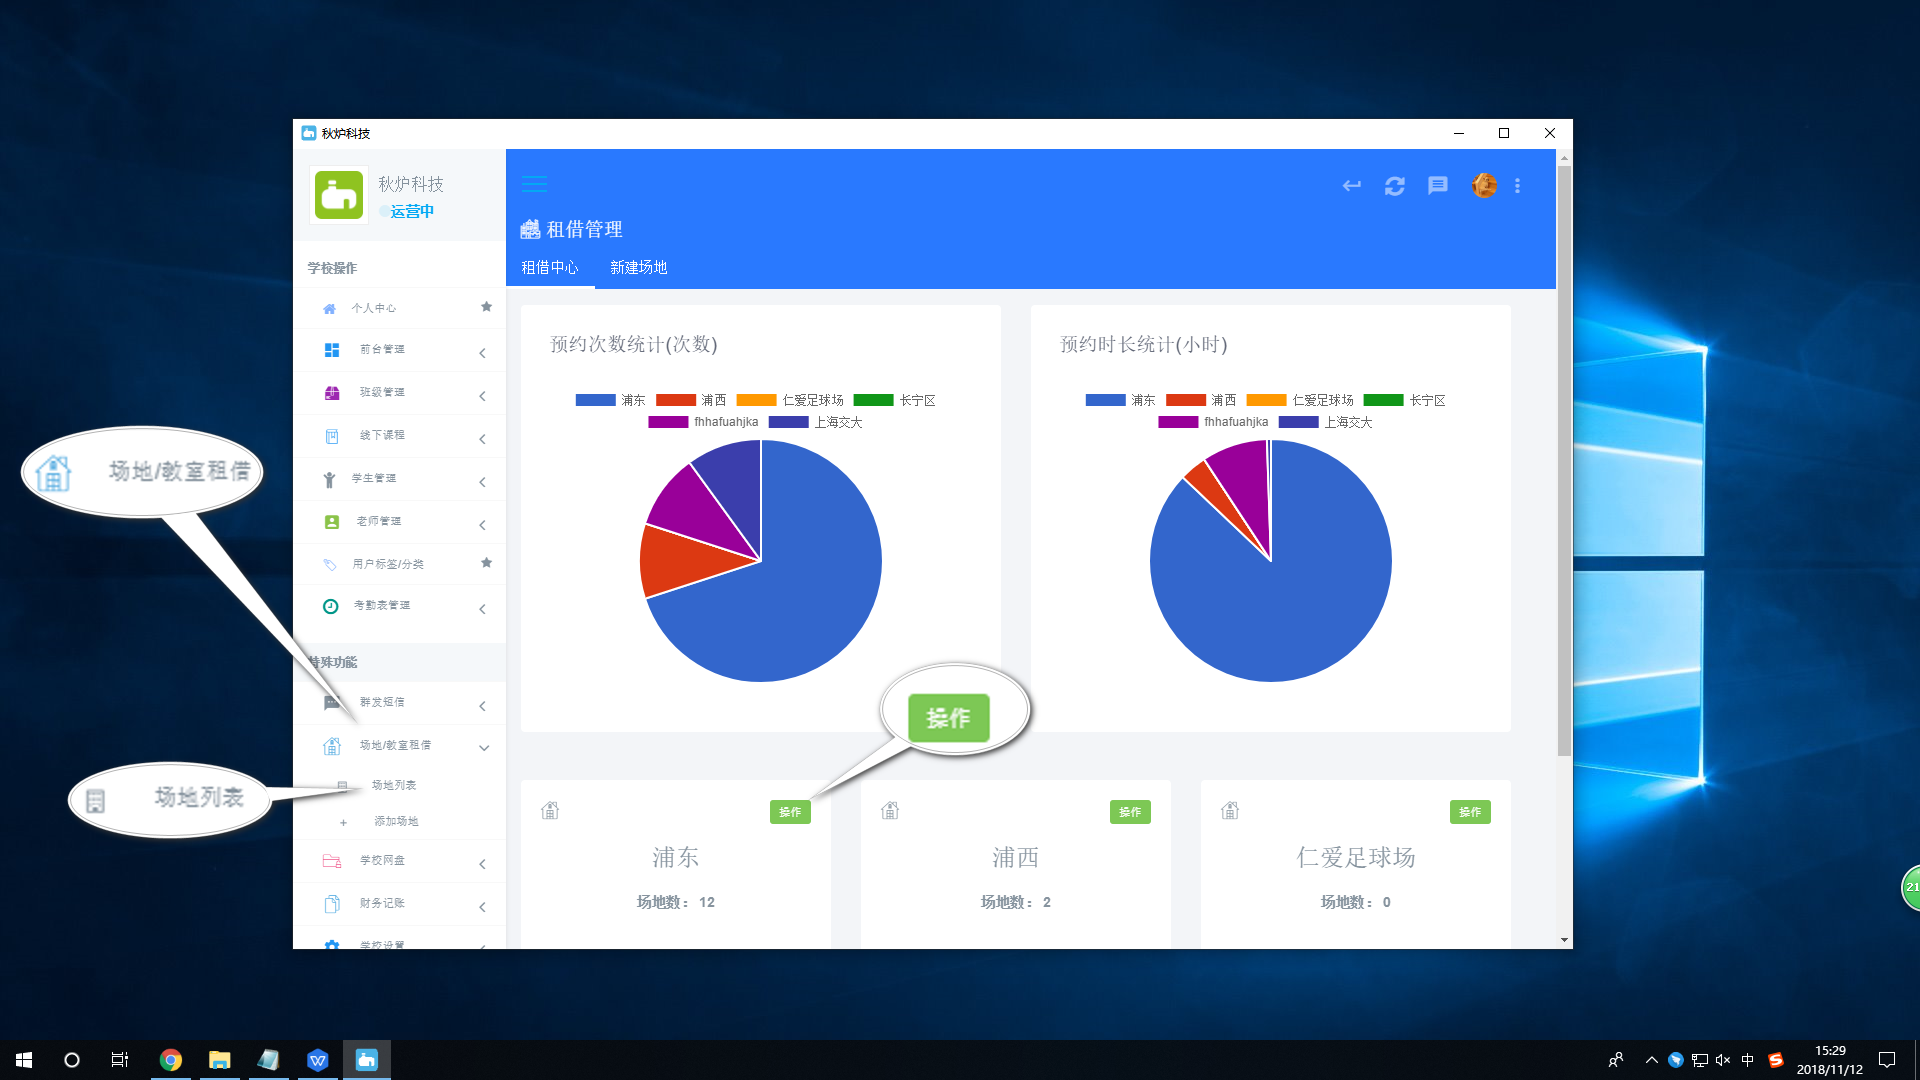 秋炉科技
秋炉科技
运营中
学校操作
个人中心
前台管理
班级管理
线下课程
学生管理
老师管理
用户标签/分类
考勤表管理
特殊功能
群发短信
场地/教室租借
场地列表
添加场地
学校网盘
财务记账
学校设置
场地/教室租借
场地列表
租借管理
租借中心 新建场地
预约次数统计(次数)
浦东 浦西 仁爱足球场 长宁区
fhhafuahjka 上海交大
预约时长统计(小时)
浦东 浦西 仁爱足球场 长宁区
fhhafuahjka 上海交大
操作
操作
浦东
场地数： 12
操作
浦西
场地数： 2
操作
仁爱足球场
场地数： 0
21
中
15:29
2018/11/12